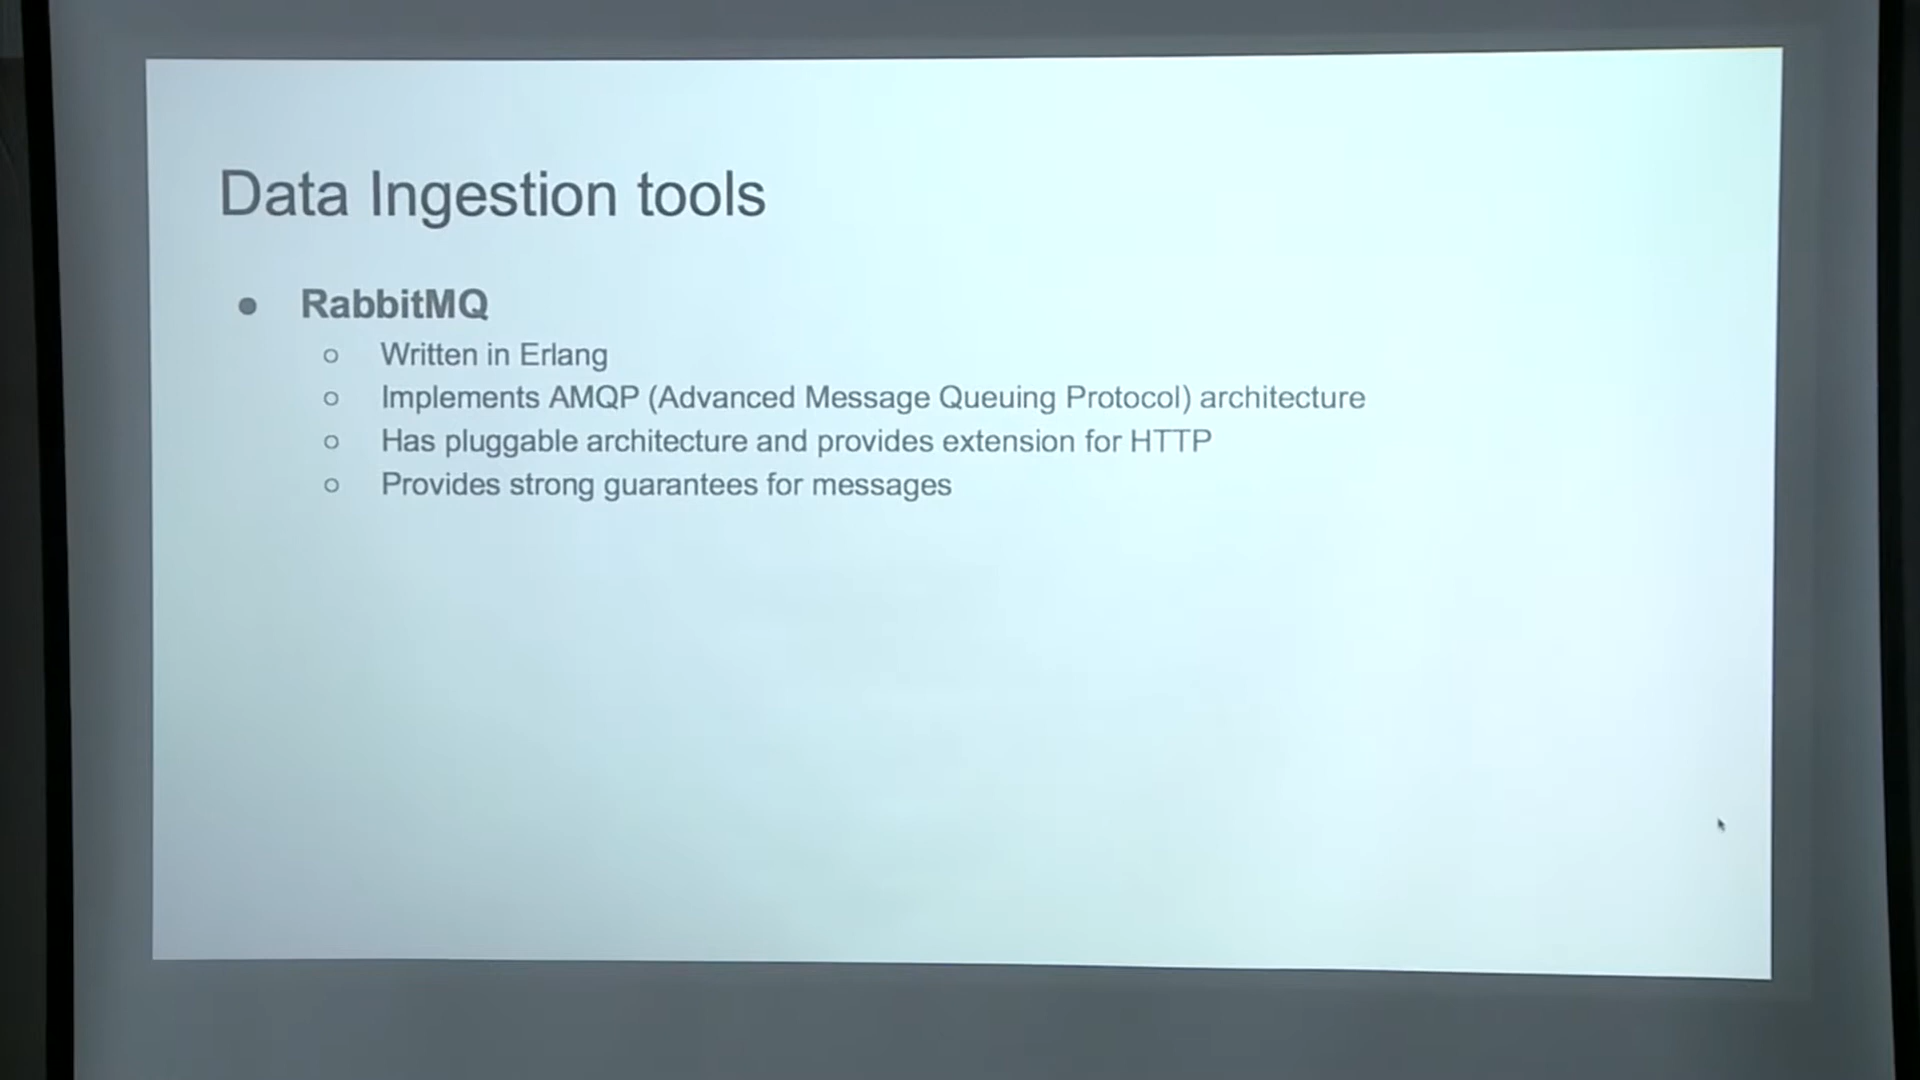 Data Ingestion tools
● RabbitMQ
○ Written in Erlang
○ Implements AMQP (Advanced Message Queuing Protocol) architecture
○ Has pluggable architecture and provides extension for HTTP
○ Provides strong guarantees for messages